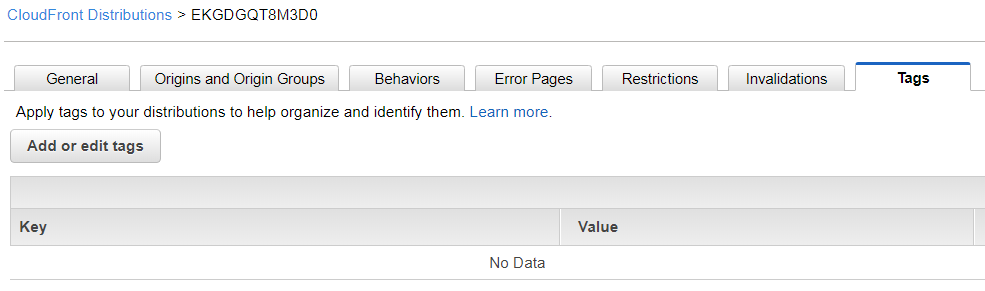 CloudFront Distributions > EKGDGQT8M3D0
General Origins and Origin Groups Behaviors Error Pages Restrictions Invalidations Tags
Apply tags to your distributions to help organize and identify them. Learn more.
Add or edit tags
Key Value
No Data